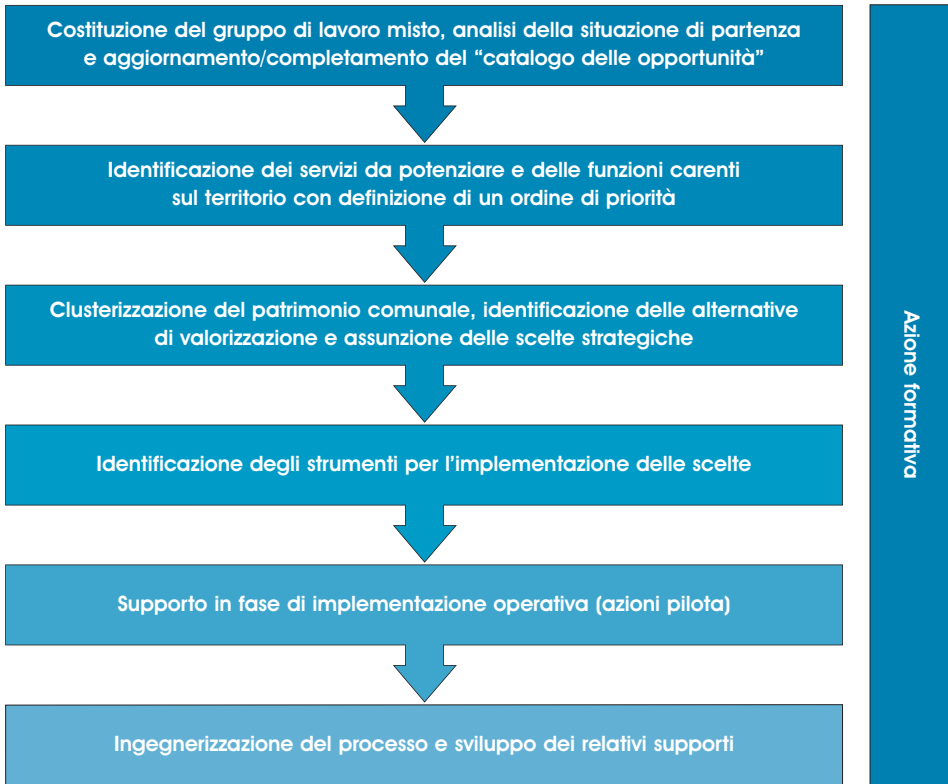 Costituzione del gruppo di lavoro misto, analisi della situazione di partenza
e aggiornamento/completamento del “catalogo delle opportunità”
Identificazione dei servizi da potenziare e delle funzioni carenti
sul territorio con definizione di un ordine di priorità
Clusterizzazione del patrimonio comunale, identificazione delle alternative
di valorizzazione e assunzione delle scelte strategiche
Identificazione degli strumenti per l’implementazione delle scelte
Supporto in fase di implementazione operativa (azioni pilota)
Ingegnerizzazione del processo e sviluppo dei relativi supporti
Azione formativa